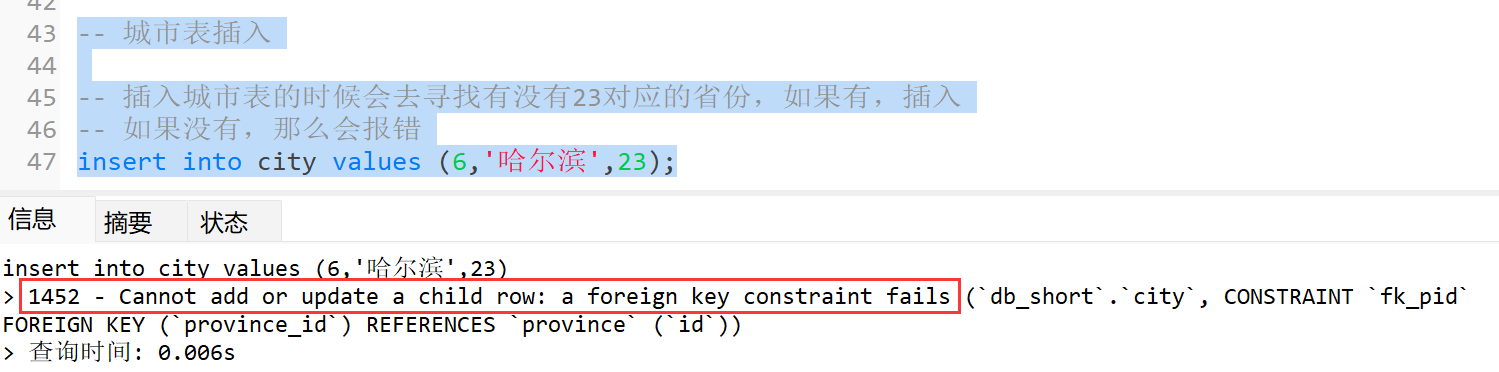 42
43 -- 城市表插入
44
45 -- 插入城市表的时候会去寻找有没有23对应的省份，如果有，插入
46 -- 如果没有，那么会报错
47 insert into city values (6,'哈尔滨',23);
信息 摘要 状态
insert into city values (6,'哈尔滨',23)
> 1452 - Cannot add or update a child row: a foreign key constraint fails (`db_short`.`city`, CONSTRAINT `fk_pid`
FOREIGN KEY (`province_id`) REFERENCES `province` (`id`))
> 查询时间: 0.006s